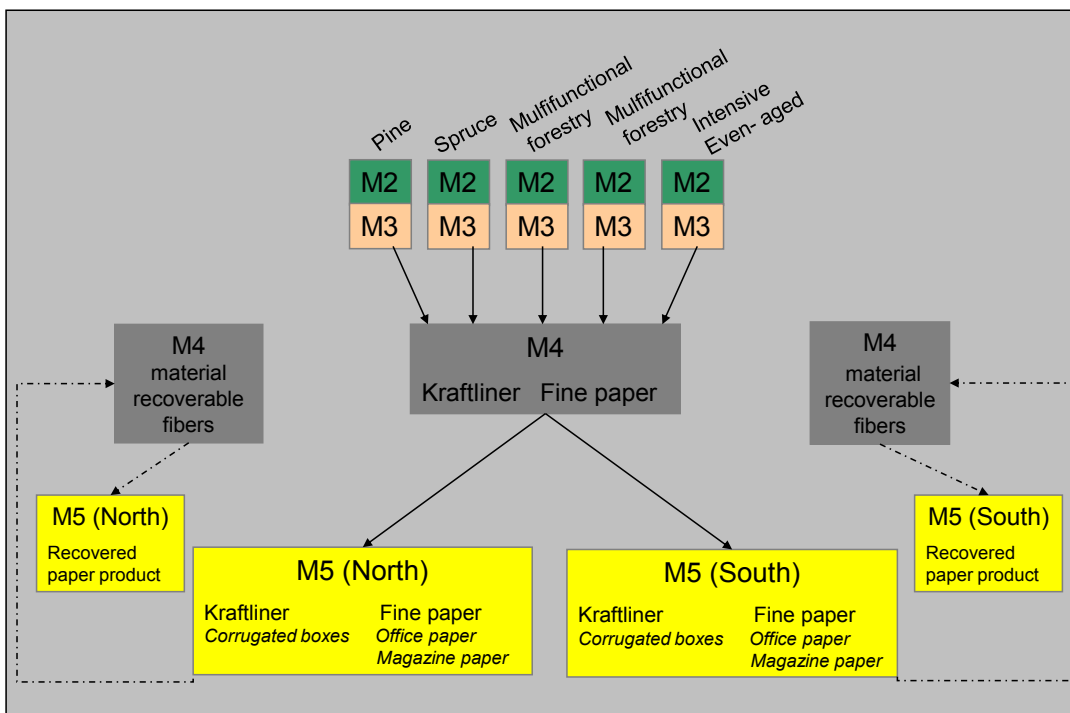 Pine
Spruce
Mulfifunctional
forestry
Mulfifunctional
forestry
Intensive
Even- aged
M2
M2
M2
M2
M2
M3
M3
M3
M3
M3
M4
material
recoverable
fibers
M4
Kraftliner Fine paper
M4
material
recoverable
fibers
M5 (North)
Recovered
paper product
M5 (North)
Kraftliner Fine paper
Corrugated boxes Office paper
Magazine paper
M5 (South)
Kraftliner Fine paper
Corrugated boxes Office paper
Magazine paper
M5 (South)
Recovered
paper product